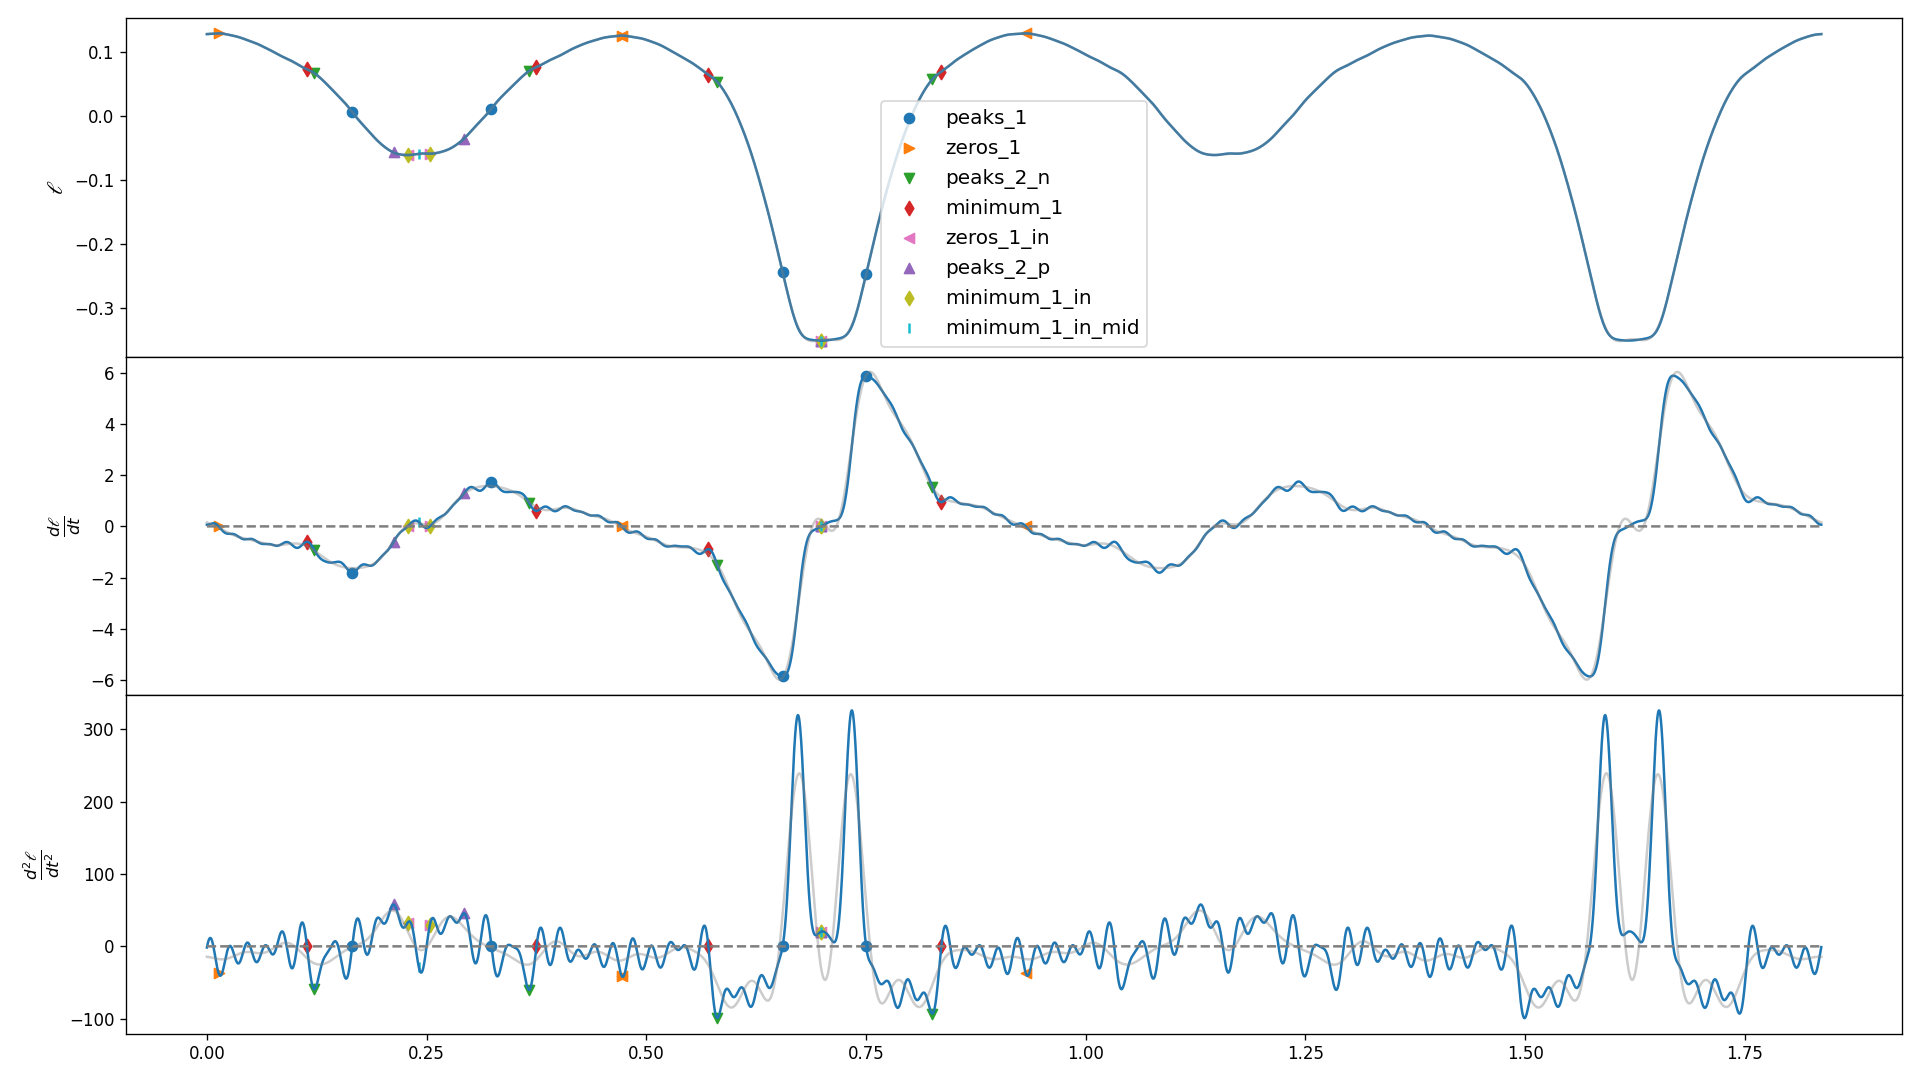 0.1
0.0
−0.1
−0.2
−0.3
ℓ
peaks_1
zeros_1
peaks_2_n
minimum_1
zeros_1_in
peaks_2_p
minimum_1_in
minimum_1_in_mid
6
4
2
0
−2
−4
−6
dℓ
dt
300
200
100
0
−100
d²ℓ
dt²
0.00 0.25 0.50 0.75 1.00 1.25 1.50 1.75